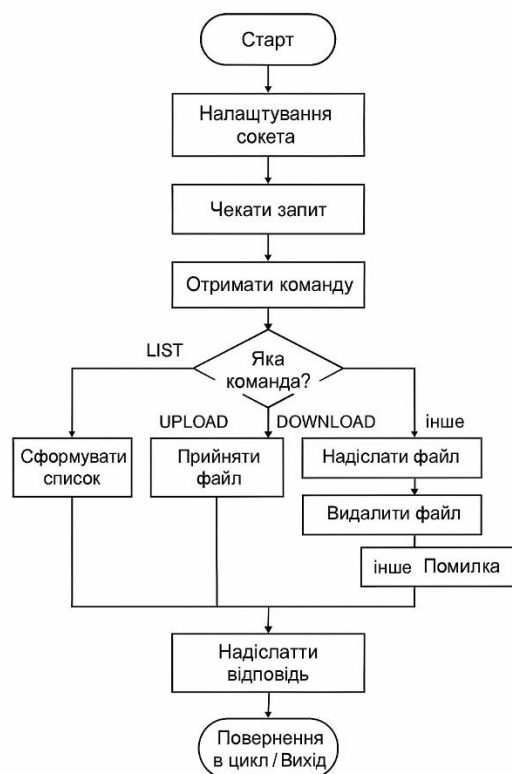 Старт
Налаштування
сокета
Чекати запит
Отримати команду
Яка
команда?
LIST
UPLOAD
DOWNLOAD
інше
Сформувати
список
Прийняти
файл
Надіслати файл
Видалити файл
інше Помилка
Надіслатти
відповідь
Повернення
в цикл / Вихід